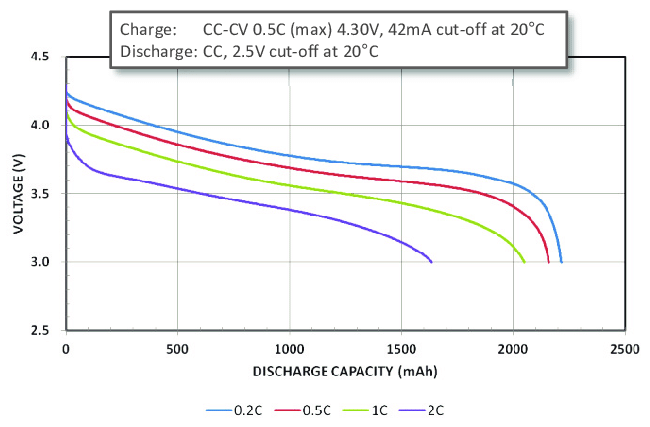 Charge: CC-CV 0.5C (max) 4.30V, 42mA cut-off at 20°C
Discharge: CC, 2.5V cut-off at 20°C
4.5
4.0
3.5
3.0
2.5
VOLTAGE (V)
0 500 1000 1500 2000 2500
DISCHARGE CAPACITY (mAh)
0.2C 0.5C 1C 2C